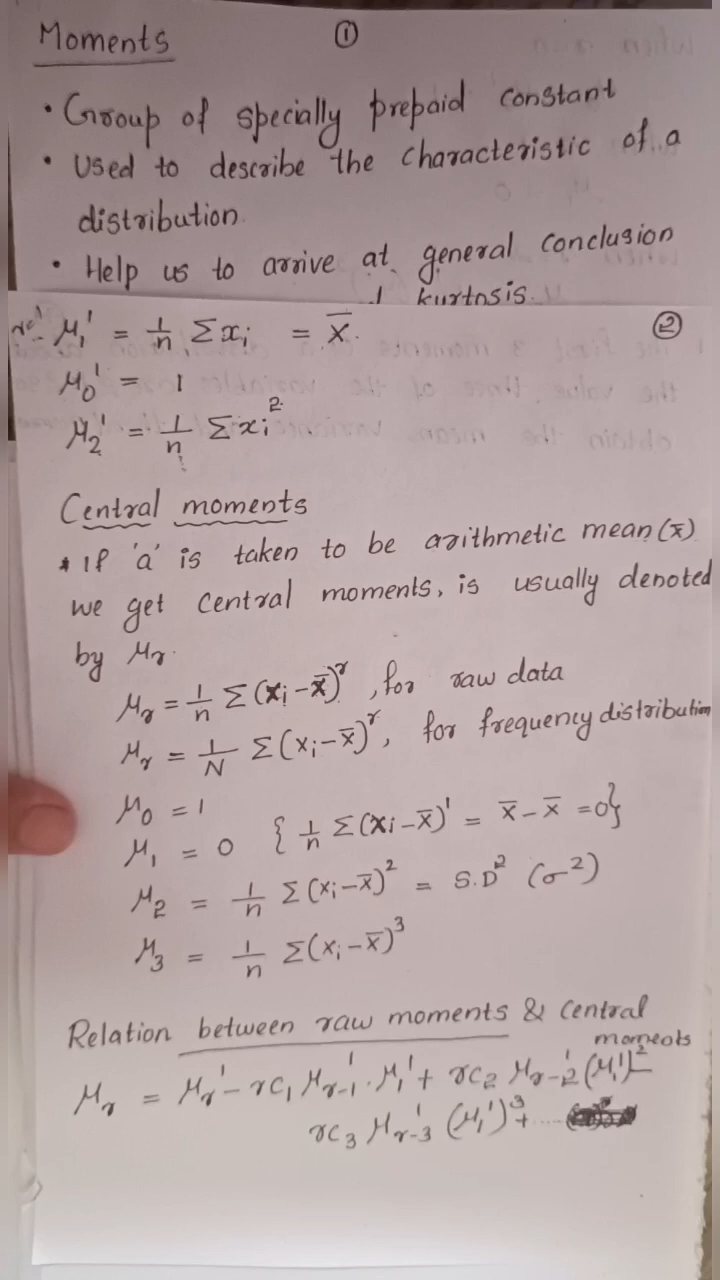 Moments ①
• Group of specially prepaid constant
• Used to describe the characteristic of a
distribution
• Help us to arrive at general conclusion
kurtosis.
μ₁' = 1/n Σxᵢ = x̄. ②
μ₀' = 1
μ₂' = 1/n Σxᵢ²
Central moments
* If 'a' is taken to be arithmetic mean (x̄)
we get central moments, is usually denoted
by μᵣ.
μᵣ = 1/n Σ(xᵢ-x̄)ʳ, for raw data
μᵣ = 1/N Σ(xᵢ-x̄)ʳ, for frequency distribution
μ₀ = 1
μ₁ = 0 {1/n Σ(xᵢ-x̄)¹ = x̄-x̄ = 0}
μ₂ = 1/n Σ(xᵢ-x̄)² = S.D² (σ²)
μ₃ = 1/n Σ(xᵢ-x̄)³
Relation between raw moments & central
moments
μᵣ = μᵣ' - rC₁ μᵣ₋₁'.μ₁' + rC₂ μᵣ₋₂' (μ₁')² -
rC₃ μᵣ₋₃' (μ₁')³ + ....